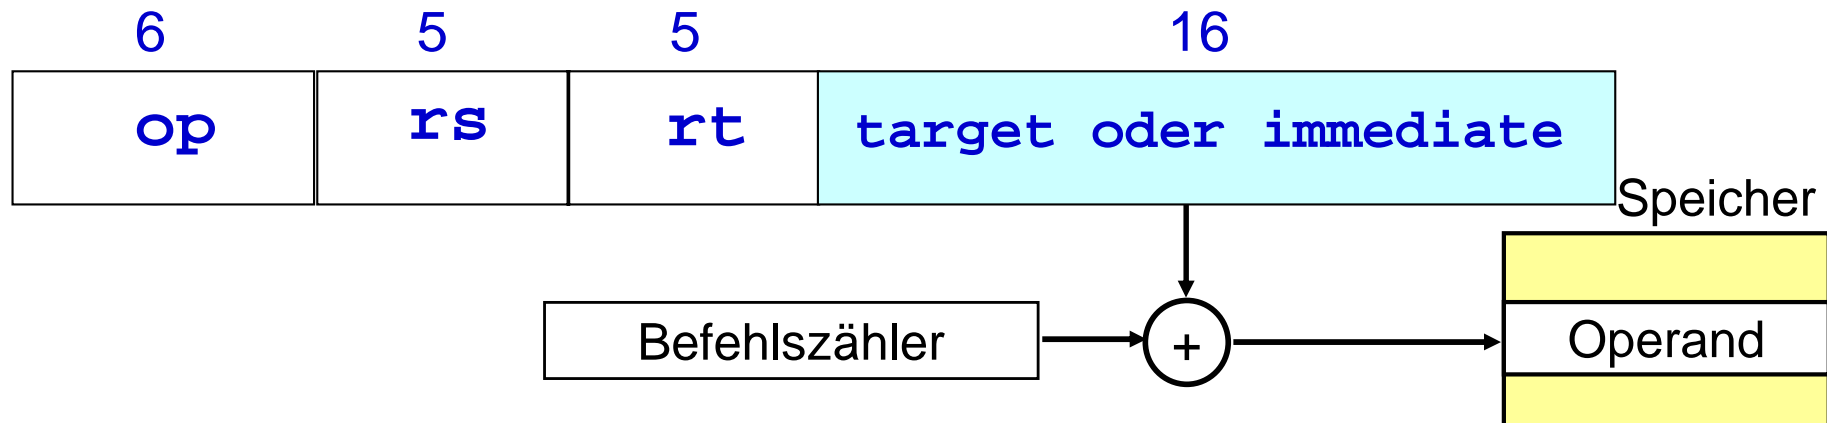 6 5 5 16
op rs rt target oder immediate
Speicher
Befehlszähler + Operand